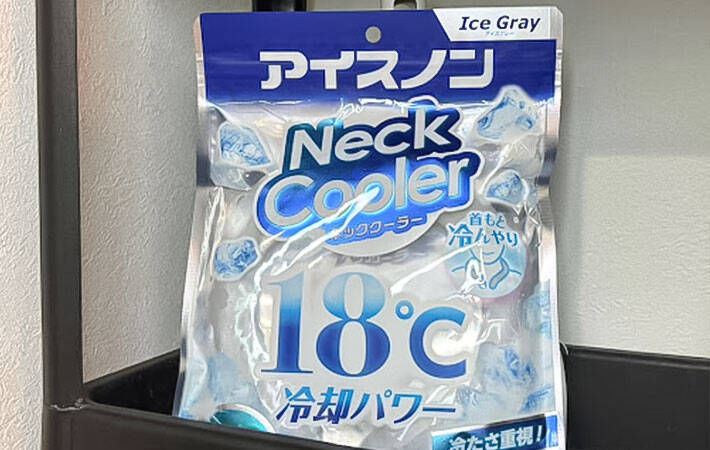 Ice Gray
アイスグレー
アイスノン
Neck
Cooler
ネッククーラー
首もと
冷んやり
18℃
冷却パワー
冷たさ重視!